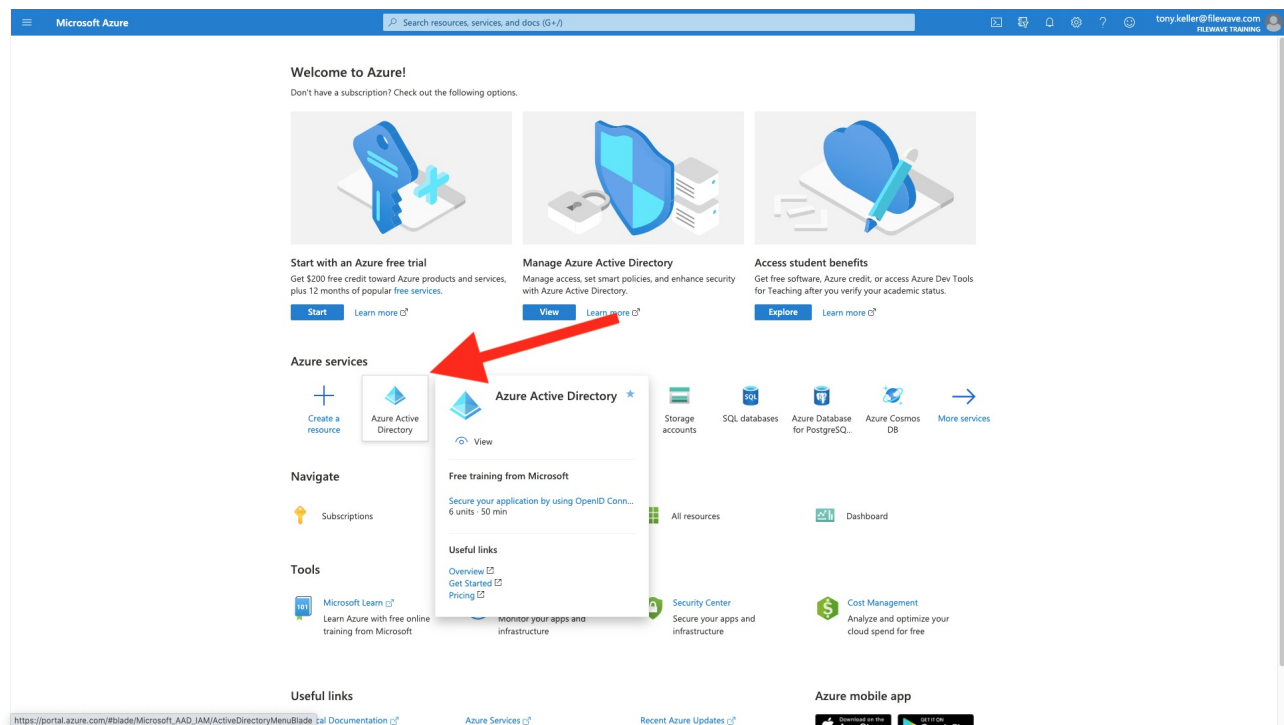 Microsoft Azure
Search resources, services, and docs (G+/)
tony.keller@filewave.com
FILEWAVE TRAINING
Welcome to Azure!
Don't have a subscription? Check out the following options.
Start with an Azure free trial
Get $200 free credit toward Azure products and services,
plus 12 months of popular free services.
Start
Learn more
Manage Azure Active Directory
Manage access, set smart policies, and enhance security
with Azure Active Directory.
View
Learn more
Access student benefits
Get free software, Azure credit, or access Azure Dev Tools
for Teaching after you verify your academic status.
Explore
Learn more
Azure services
Create a
resource
Azure Active
Directory
Azure Active Directory
View
Free training from Microsoft
Secure your application by using OpenID Conn...
6 units · 50 min
Useful links
Overview
Get Started
Pricing
Storage
accounts
SQL
SQL databases
Azure Database
for PostgreSQ...
Azure Cosmos
DB
More services
Navigate
Subscriptions
All resources
Dashboard
Tools
101
Microsoft Learn
Learn Azure with free online
training from Microsoft
Monitor your apps and
infrastructure
Security Center
Secure your apps and
infrastructure
Cost Management
Analyze and optimize your
cloud spend for free
Useful links
Azure mobile app
https://portal.azure.com/#blade/Microsoft_AAD_IAM/ActiveDirectoryMenuBlade
cal Documentation
Azure Services
Recent Azure Updates
Download on the
GET IT ON